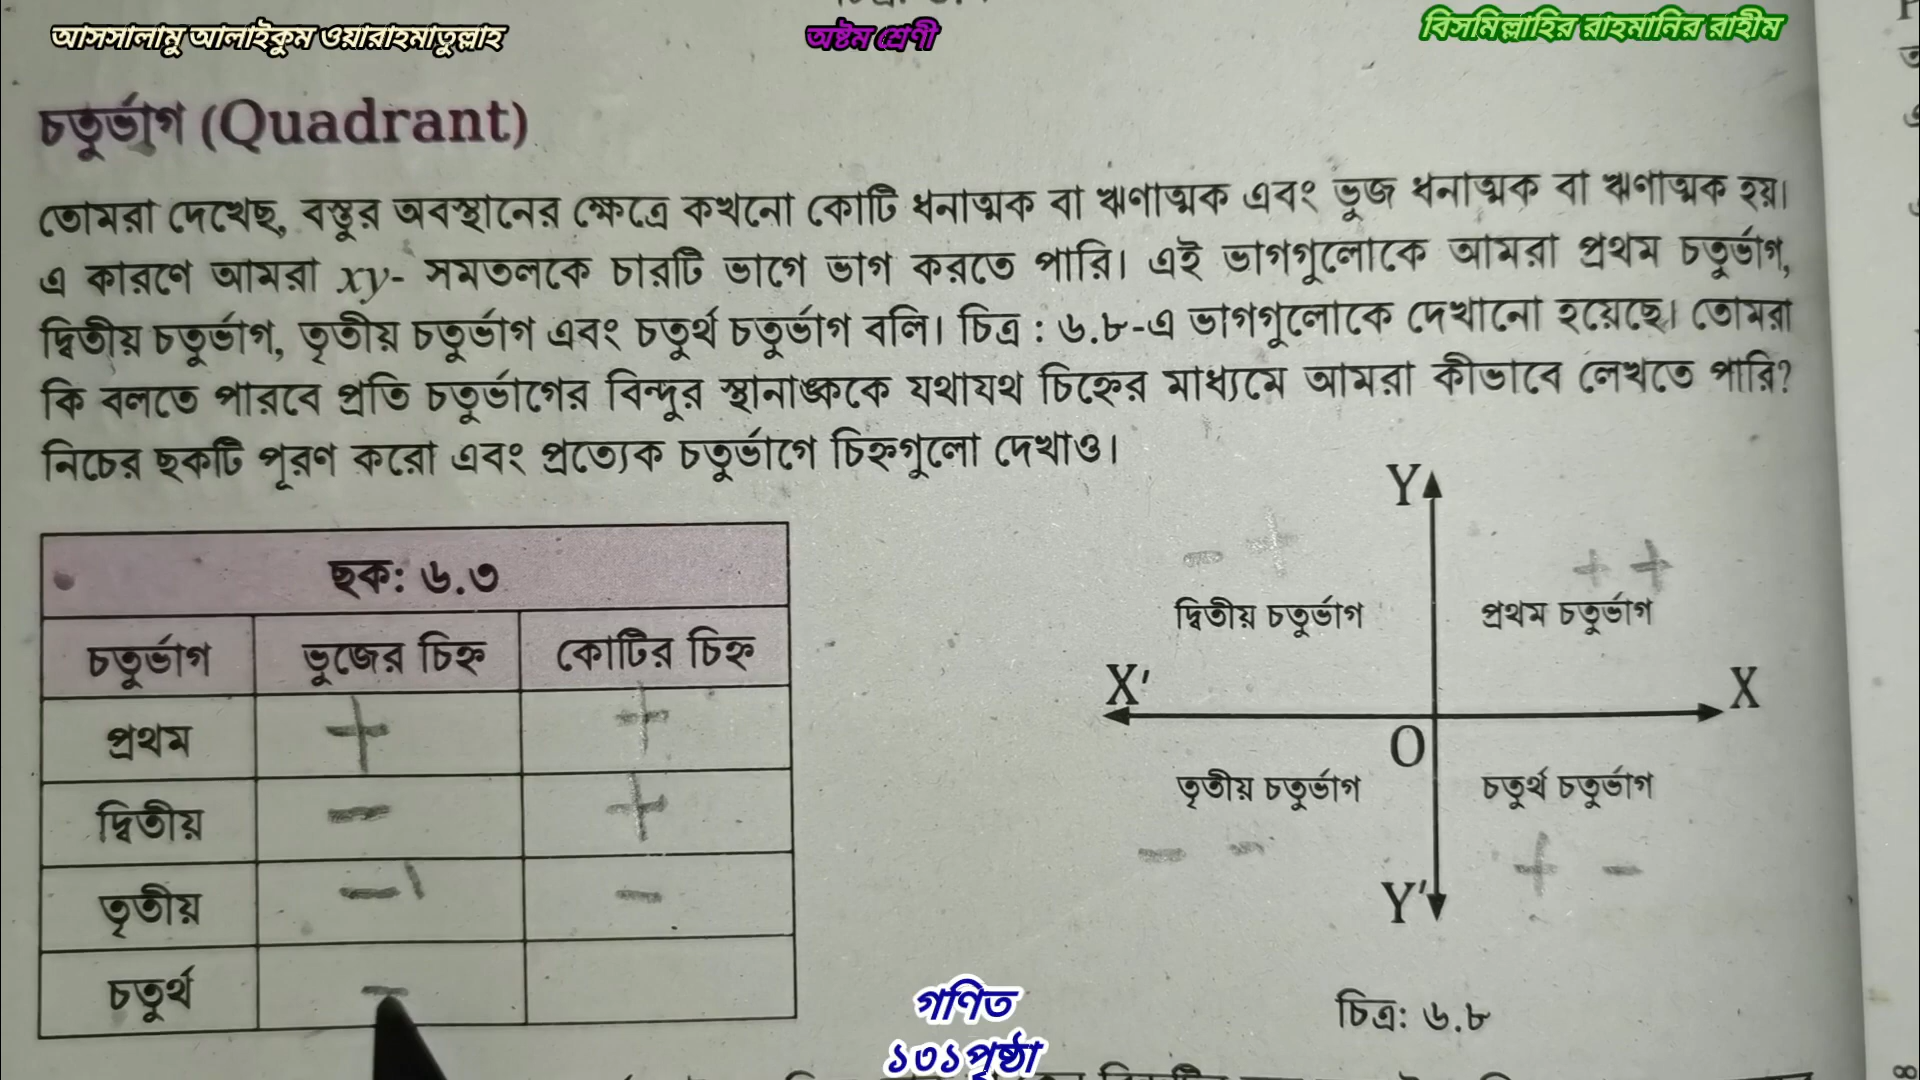 আসসালামু আলাইকুম ওয়ারাহমাতুল্লাহ
অষ্টম শ্রেণী
বিসমিল্লাহির রাহমানির রাহীম
চতুর্ভাগ (Quadrant)
তোমরা দেখেছ, বস্তুর অবস্থানের ক্ষেত্রে কখনো কোটি ধনাত্মক বা ঋণাত্মক এবং ভুজ ধনাত্মক বা ঋণাত্মক হয়।
এ কারণে আমরা xy- সমতলকে চারটি ভাগে ভাগ করতে পারি। এই ভাগগুলোকে আমরা প্রথম চতুর্ভাগ,
দ্বিতীয় চতুর্ভাগ, তৃতীয় চতুর্ভাগ এবং চতুর্থ চতুর্ভাগ বলি। চিত্র : ৬.৮-এ ভাগগুলোকে দেখানো হয়েছে। তোমরা
কি বলতে পারবে প্রতি চতুর্ভাগের বিন্দুর স্থানাঙ্ককে যথাযথ চিহ্নের মাধ্যমে আমরা কীভাবে লেখতে পারি?
নিচের ছকটি পূরণ করো এবং প্রত্যেক চতুর্ভাগে চিহ্নগুলো দেখাও।
ছক: ৬.৩
চতুর্ভাগ ভুজের চিহ্ন কোটির চিহ্ন
প্রথম + +
দ্বিতীয় - +
তৃতীয় - -
চতুর্থ -
Y
- + + +
দ্বিতীয় চতুর্ভাগ প্রথম চতুর্ভাগ
X' X
O
তৃতীয় চতুর্ভাগ চতুর্থ চতুর্ভাগ
- - + -
Y'
চিত্র: ৬.৮
গণিত
১৩১ পৃষ্ঠা